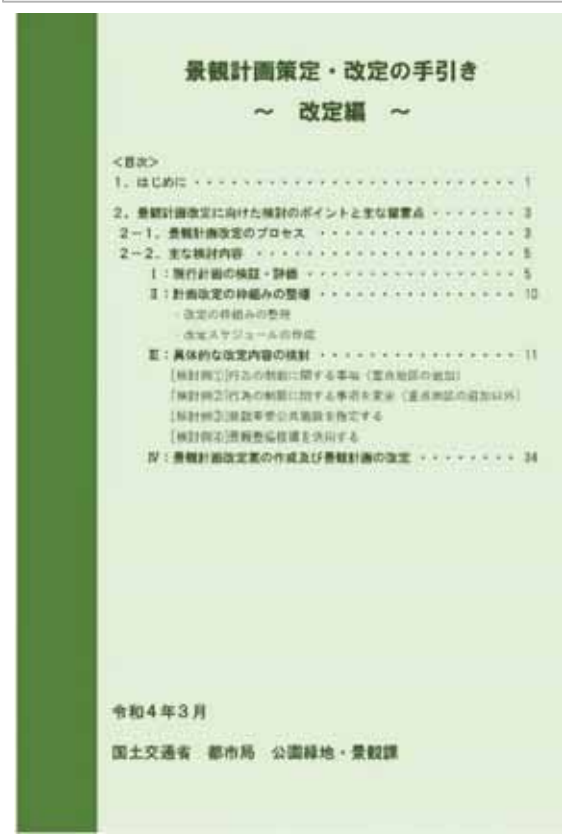 景観計画策定・改定の手引き
～ 改定編 ～
<目次>
1．はじめに ・・・・・・・・・・・・・・・・・・・・・・・・・・ 1
2．景観計画改定に向けた検討のポイントと主な留意点 ・・・・・・・ 3
2－1．景観計画改定のプロセス ・・・・・・・・・・・・・・・・ 3
2－2．主な検討内容 ・・・・・・・・・・・・・・・・・・・・・ 5
Ⅰ：現行計画の検証・評価 ・・・・・・・・・・・・・・・・・ 5
Ⅱ：計画改定の枠組みの整理 ・・・・・・・・・・・・・・・・ 10
・改定の枠組みの整理
・改定スケジュールの作成
Ⅲ：具体的な改定内容の検討 ・・・・・・・・・・・・・・・・ 11
[検討例①]行為の制限に関する事項（重点地区の追加）
[検討例②]行為の制限に関する事項を変更（重点地区の追加以外）
[検討例③]景観重要公共施設を指定する
[検討例④]景観整備機構を活用する
Ⅳ：景観計画改定案の作成及び景観計画の改定 ・・・・・・・・ 34
令和4年3月
国土交通省 都市局 公園緑地・景観課